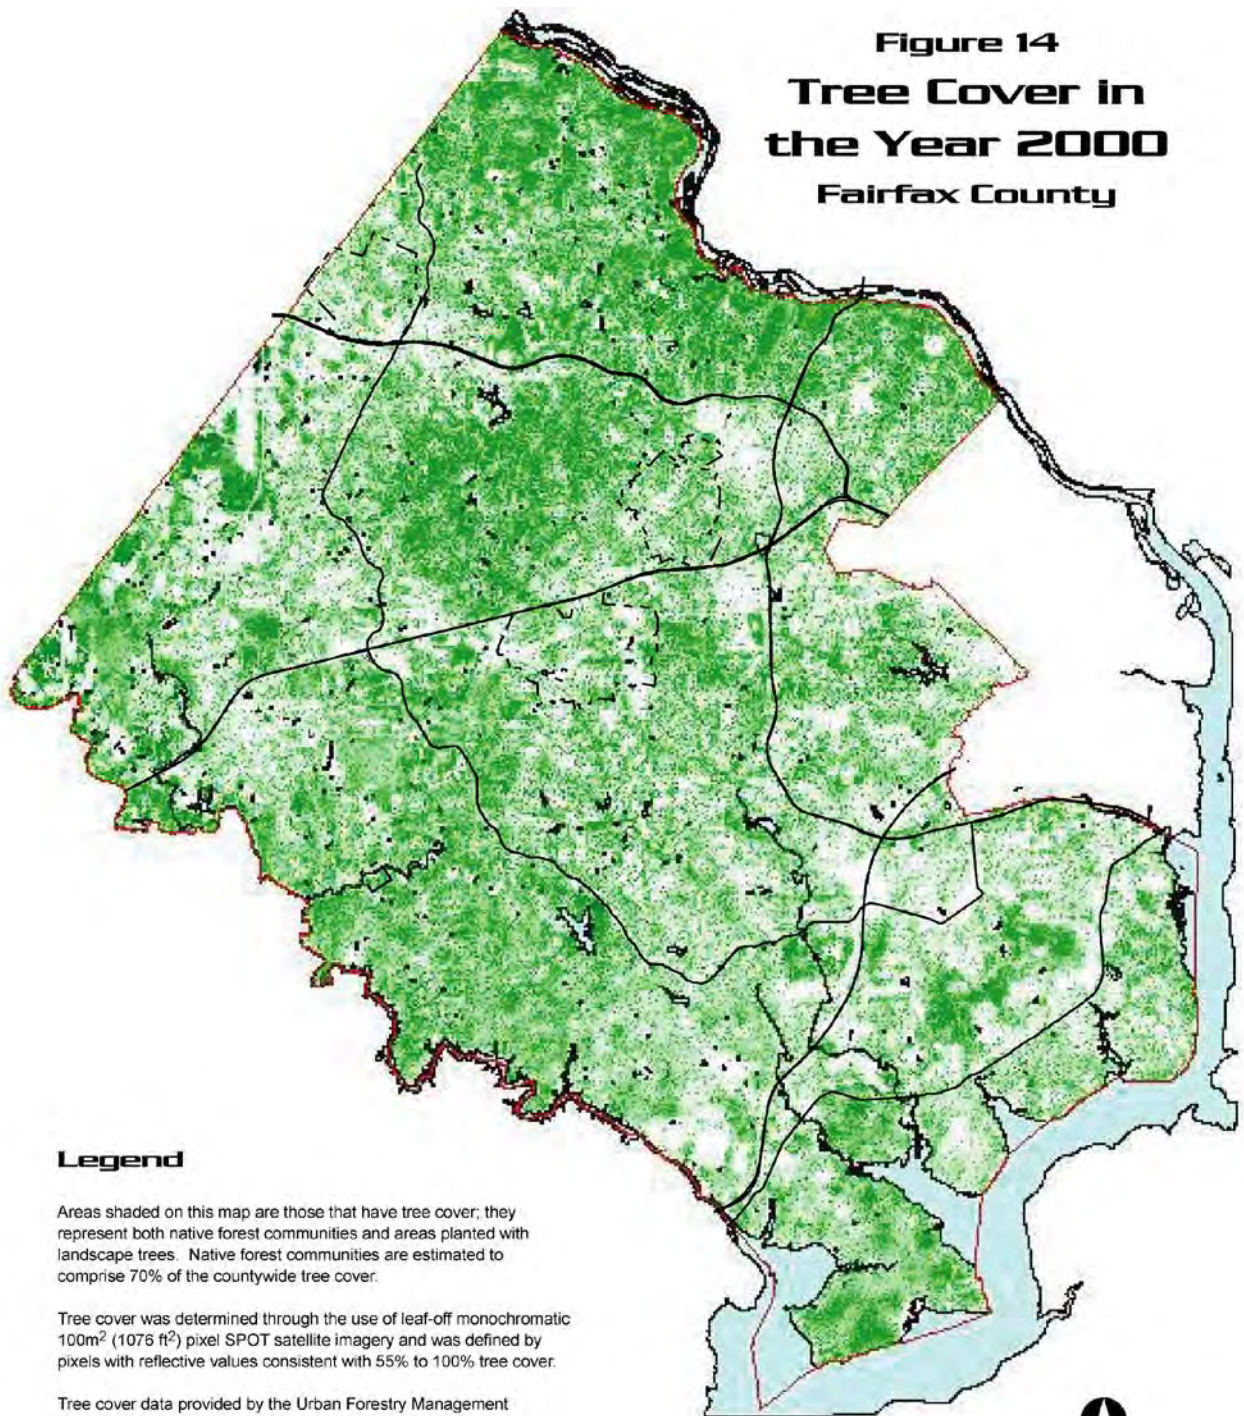 Figure 14
Tree Cover in
the Year 2000
Fairfax County
Legend
Areas shaded on this map are those that have tree cover; they
represent both native forest communities and areas planted with
landscape trees. Native forest communities are estimated to
comprise 70% of the countywide tree cover.
Tree cover was determined through the use of leaf-off monochromatic
100m² (1076 ft²) pixel SPOT satellite imagery and was defined by
pixels with reflective values consistent with 55% to 100% tree cover.
Tree cover data provided by the Urban Forestry Management